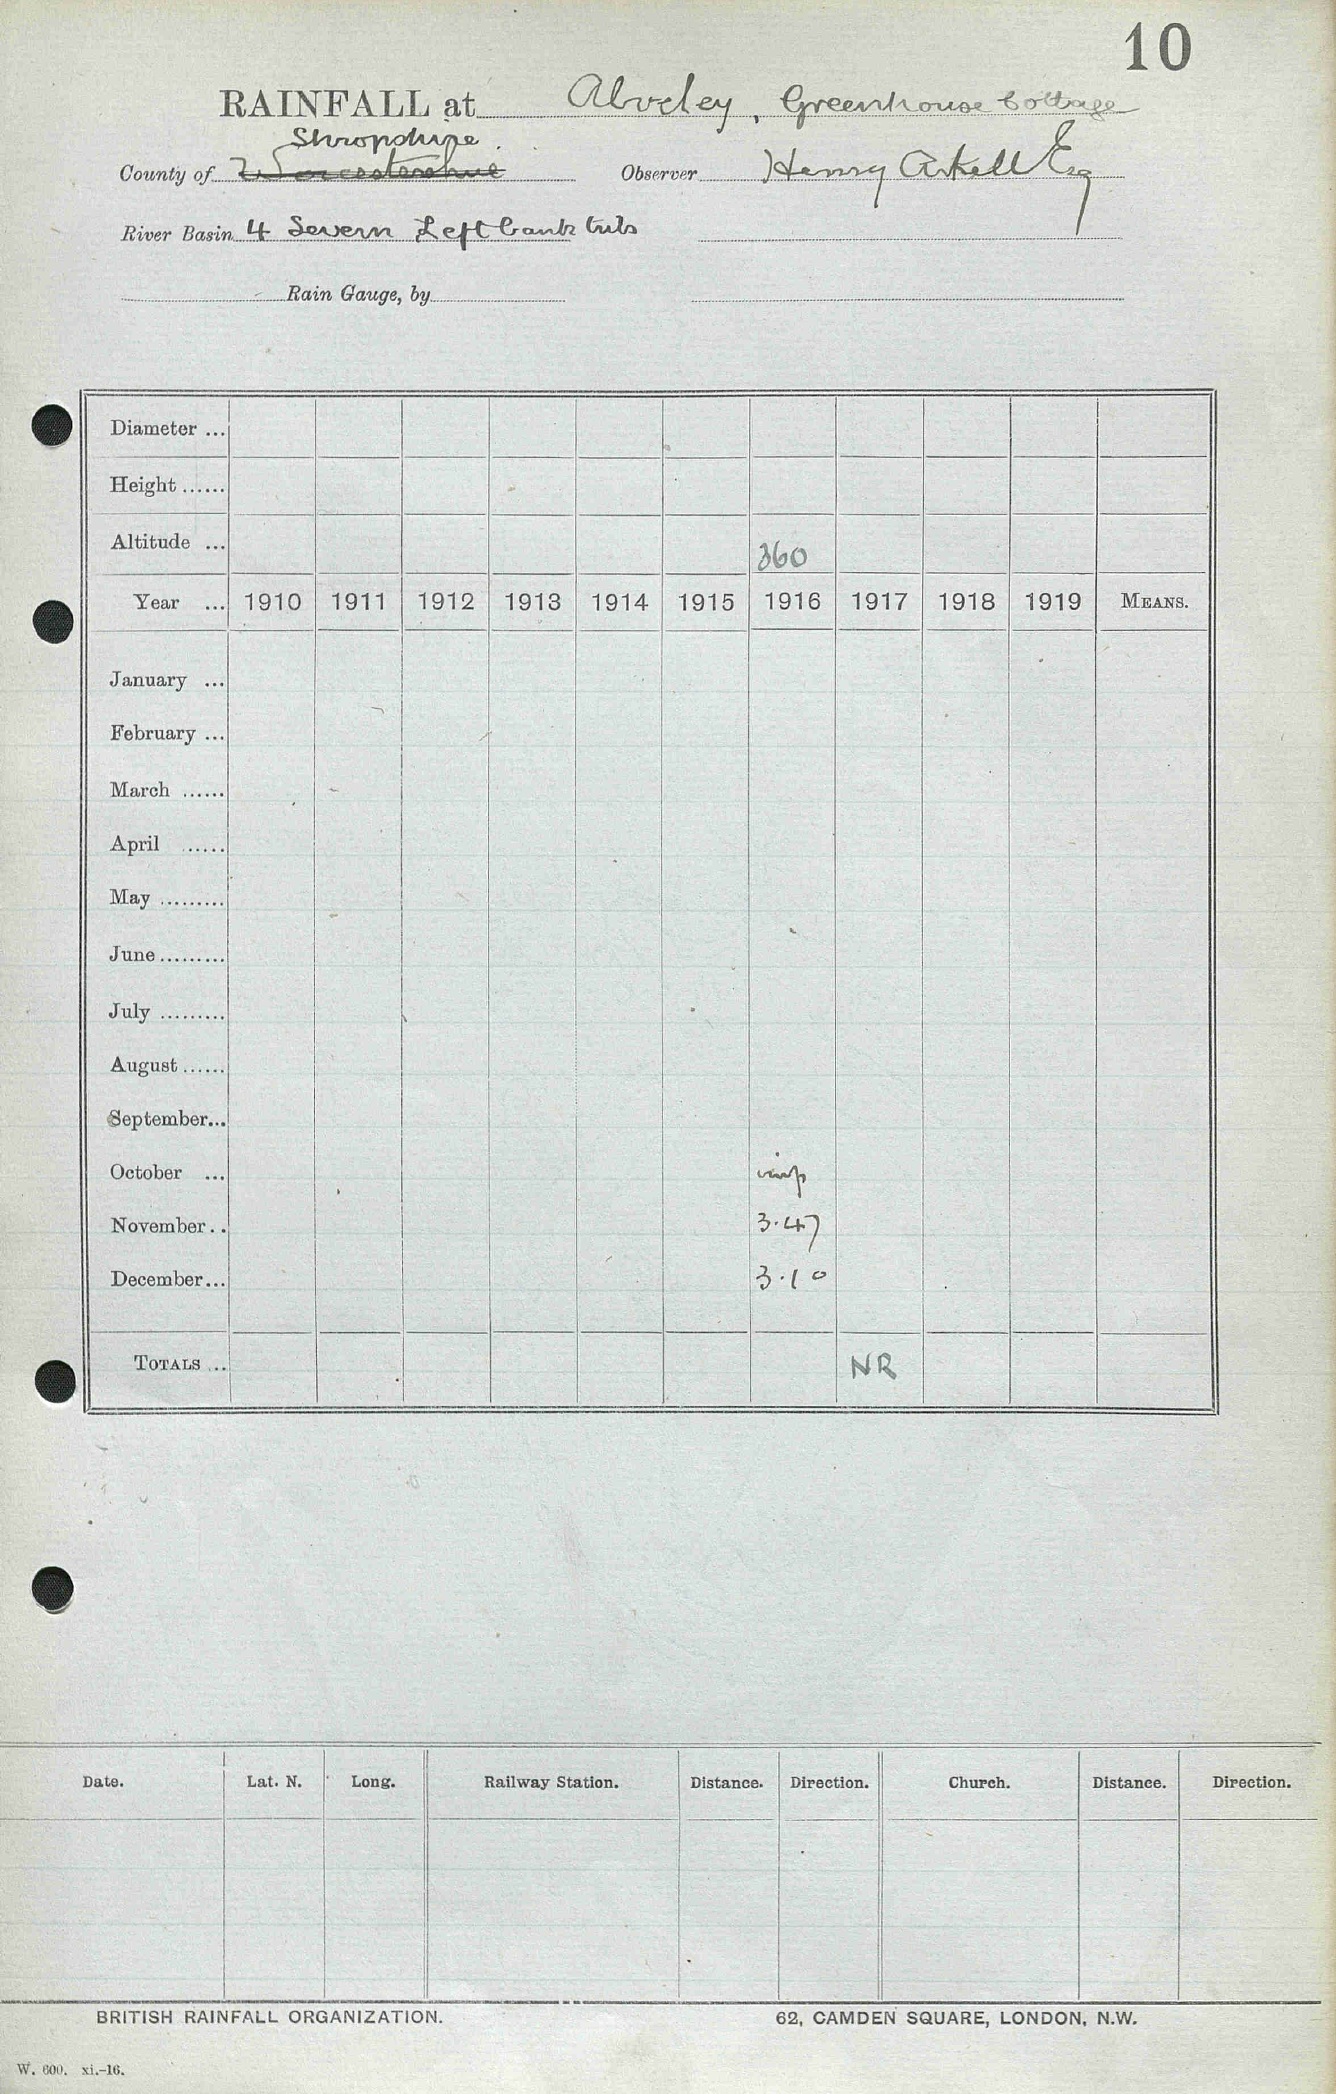 10
RAINFALL at Alveley, Greenhouse Cottage
Shropshire.
County of Worcestershire Observer Henry Arkell Esq
River Basin 4 Severn Left bank tribs
Rain Gauge, by
Diameter ...
Height ......
Altitude ... 360
Year ... 1910 1911 1912 1913 1914 1915 1916 1917 1918 1919 MEANS.
January ...
February ...
March ......
April ......
May .........
June .........
July .........
August ......
September...
October ... imp
November.. 3.47
December... 3.10
TOTALS ... NR
Date. Lat. N. Long. Railway Station. Distance. Direction. Church. Distance. Direction.
BRITISH RAINFALL ORGANIZATION. 62, CAMDEN SQUARE, LONDON, N.W.
W. 600. xi.-16.